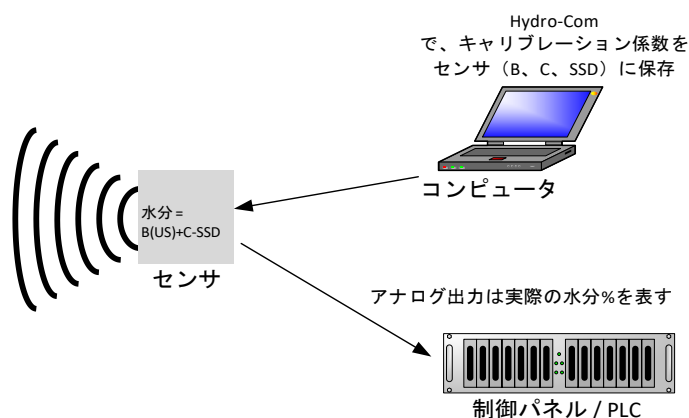 Hydro-Com
で、キャリブレーション係数を
センサ（B、C、SSD）に保存
コンピュータ
水分=
B(US)+C-SSD
センサ
アナログ出力は実際の水分%を表す
制御パネル / PLC